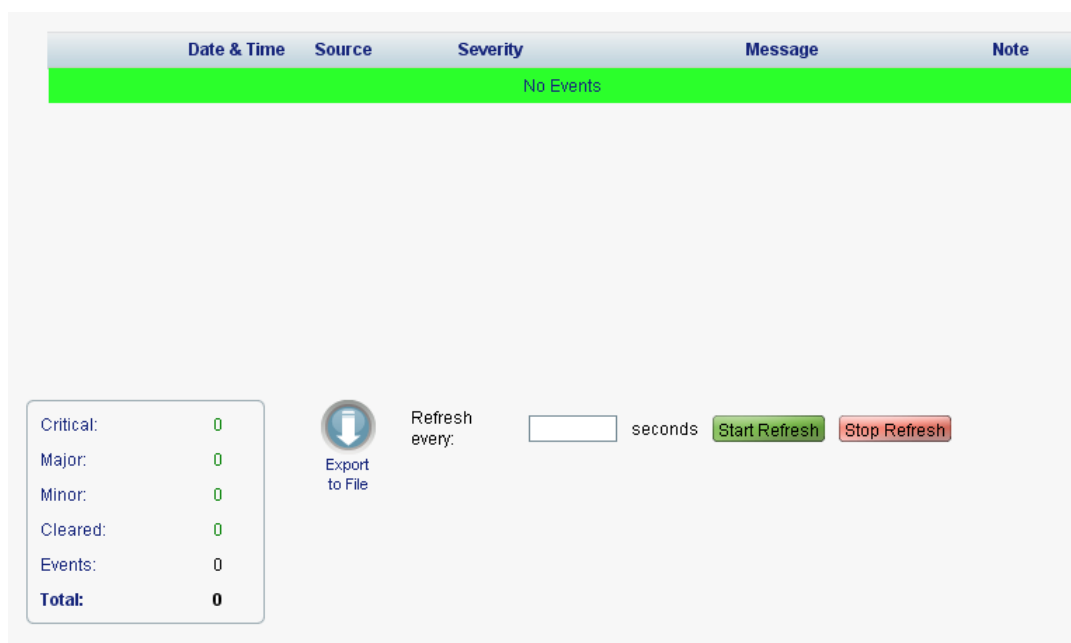 Date & Time Source Severity Message Note
No Events
Critical: 0
Major: 0
Minor: 0
Cleared: 0
Events: 0
Total: 0
Export
to File
Refresh
every:
seconds Start Refresh Stop Refresh